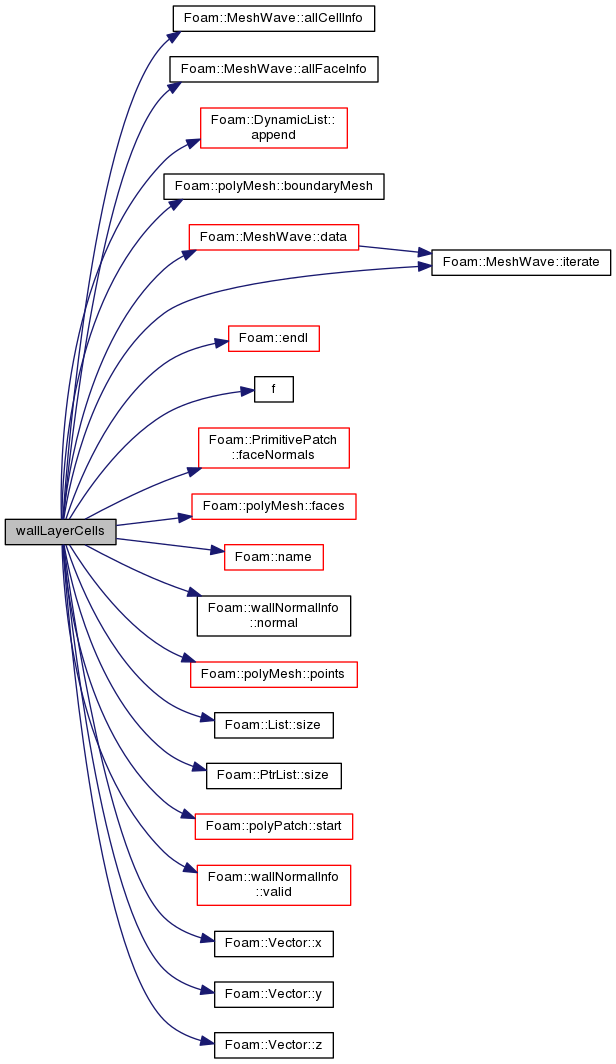 Foam::MeshWave::allCellInfo
Foam::MeshWave::allFaceInfo
Foam::DynamicList::
append
Foam::polyMesh::boundaryMesh
Foam::MeshWave::data
Foam::MeshWave::iterate
Foam::endl
f
Foam::PrimitivePatch
::faceNormals
Foam::polyMesh::faces
wallLayerCells
Foam::name
Foam::wallNormalInfo
::normal
Foam::polyMesh::points
Foam::List::size
Foam::PtrList::size
Foam::polyPatch::start
Foam::wallNormalInfo
::valid
Foam::Vector::x
Foam::Vector::y
Foam::Vector::z